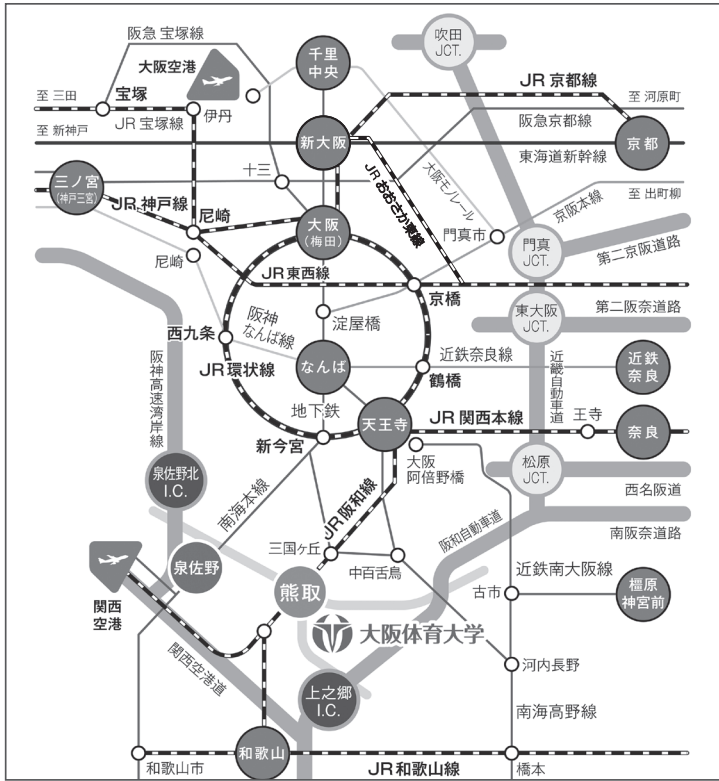 阪急 宝塚線
吹田
JCT.
千里
中央
大阪空港
JR 京都線
至 三田
宝塚
伊丹
至 河原町
JR 宝塚線
阪急京都線
至 新神戸
新大阪
京都
東海道新幹線
十三
大阪モノレール
JRおおさか東線
三ノ宮
(神戸三宮)
至 出町柳
JR 神戸線
京阪本線
尼崎
大阪
(梅田)
門真市
門真
JCT.
第二京阪道路
尼崎
JR東西線
京橋
東大阪
JCT.
第二阪奈道路
阪神
なんば線
淀屋橋
西九条
近鉄奈良線
近鉄
奈良
阪神高速湾岸線
JR環状線
なんば
鶴橋
近畿自動車道
地下鉄
天王寺
JR 関西本線
王寺
奈良
新今宮
大阪
阿倍野橋
松原
JCT.
泉佐野北
I.C.
南海本線
JR阪和線
西名阪道
阪和自動車道
南阪奈道路
三国ヶ丘
中百舌鳥
泉佐野
近鉄南大阪線
関西
空港
熊取
古市
橿原
神宮前
大阪体育大学
関西空港道
河内長野
上之郷
I.C.
南海高野線
和歌山
和歌山市
JR和歌山線
橋本